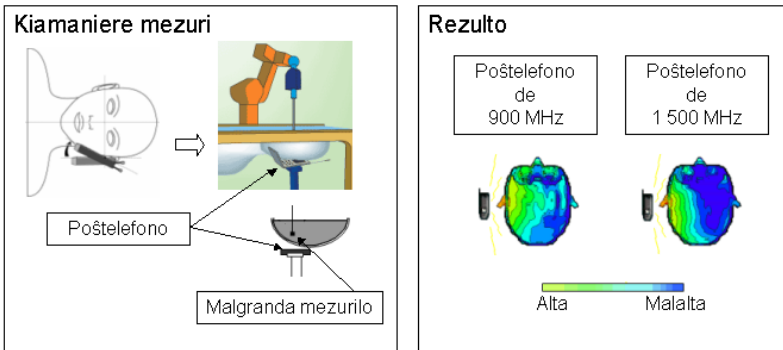 Kiamaniere mezuri
Poŝtelefono
Malgranda mezurilo
Rezulto
Poŝtelefono
de
900 MHz
Poŝtelefono
de
1 500 MHz
Alta
Malalta